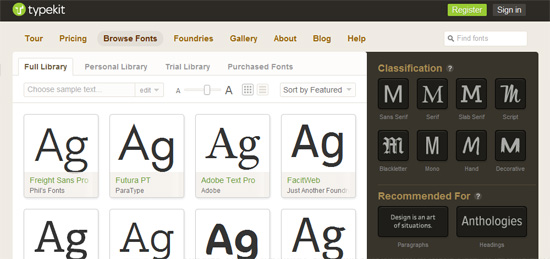 typekit
Register Sign in
Tour Pricing Browse Fonts Foundries Gallery About Blog Help
Find fonts
Full Library Personal Library Trial Library Purchased Fonts
Choose sample text... edit A A Sort by Featured
Ag Ag Ag Ag
Freight Sans Pro Futura PT Adobe Text Pro FacitWeb
Phil's Fonts ParaType Adobe Just Another Found
Ag Ag Ag Ag
Classification ?
M M M M
Sans Serif Serif Slab Serif Script
M M M M
Blackletter Mono Hand Decorative
Recommended For ?
Design is an art
of situations.
Anthologies
Paragraphs Headings